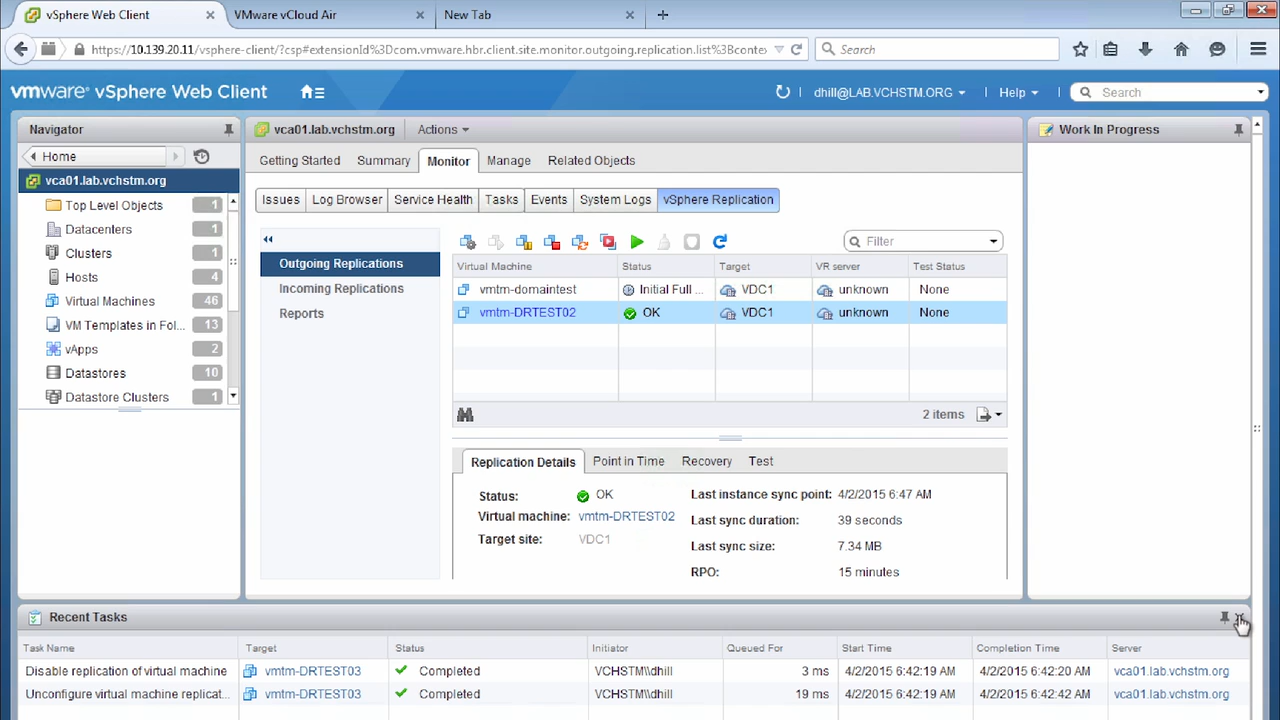 vSphere Web Client
VMware vCloud Air
New Tab
https://10.139.20.11/vsphere-client/?csp#extensionId%3Dcom.vmware.hbr.client.site.monitor.outgoing.replication.list%3Bcontex
Search
vmware® vSphere Web Client
dhill@LAB.VCHSTM.ORG
Help
Search
Navigator
Home
vca01.lab.vchstm.org
Top Level Objects 1
Datacenters 1
Clusters 1
Hosts 4
Virtual Machines 46
VM Templates in Fol... 13
vApps 2
Datastores 10
Datastore Clusters 1
vca01.lab.vchstm.org Actions
Getting Started Summary Monitor Manage Related Objects
Issues Log Browser Service Health Tasks Events System Logs vSphere Replication
Outgoing Replications
Incoming Replications
Reports
Filter
Virtual Machine Status Target VR server Test Status
vmtm-domaintest Initial Full ... VDC1 unknown None
vmtm-DRTEST02 OK VDC1 unknown None
2 items
Replication Details Point in Time Recovery Test
Status: OK
Virtual machine: vmtm-DRTEST02
Target site: VDC1
Last instance sync point: 4/2/2015 6:47 AM
Last sync duration: 39 seconds
Last sync size: 7.34 MB
RPO: 15 minutes
Work In Progress
Recent Tasks
Task Name Target Status Initiator Queued For Start Time Completion Time Server
Disable replication of virtual machine vmtm-DRTEST03 Completed VCHSTM\\dhill 3 ms 4/2/2015 6:42:19 AM 4/2/2015 6:42:20 AM vca01.lab.vchstm.org
Unconfigure virtual machine replicat... vmtm-DRTEST03 Completed VCHSTM\\dhill 19 ms 4/2/2015 6:42:19 AM 4/2/2015 6:42:42 AM vca01.lab.vchstm.org